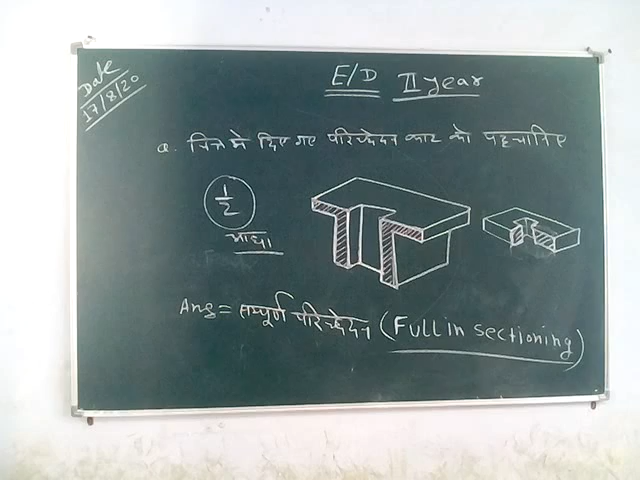 Date
17/8/20
E/D II year
Q. चित्र मे दिए गए परिच्छेदन काट को पहचानिए
1/2
आधा
Ans = सम्पूर्ण परिच्छेदन (Full in sectioning)